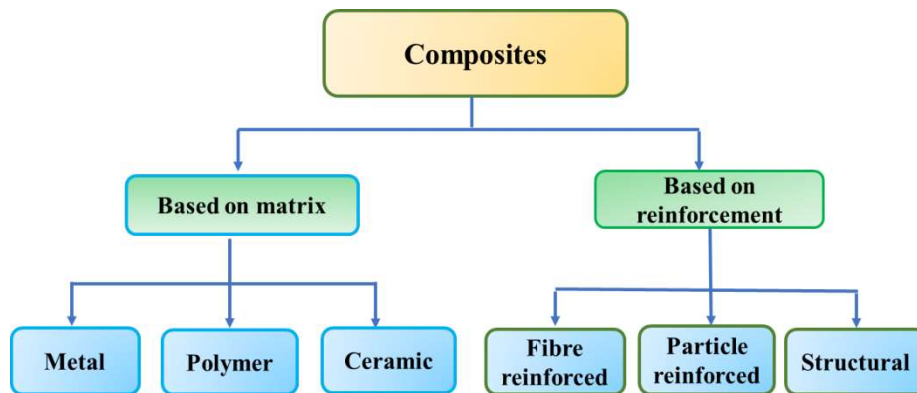 Composites
Based on matrix
Based on
reinforcement
Metal
Polymer
Ceramic
Fibre
reinforced
Particle
reinforced
Structural